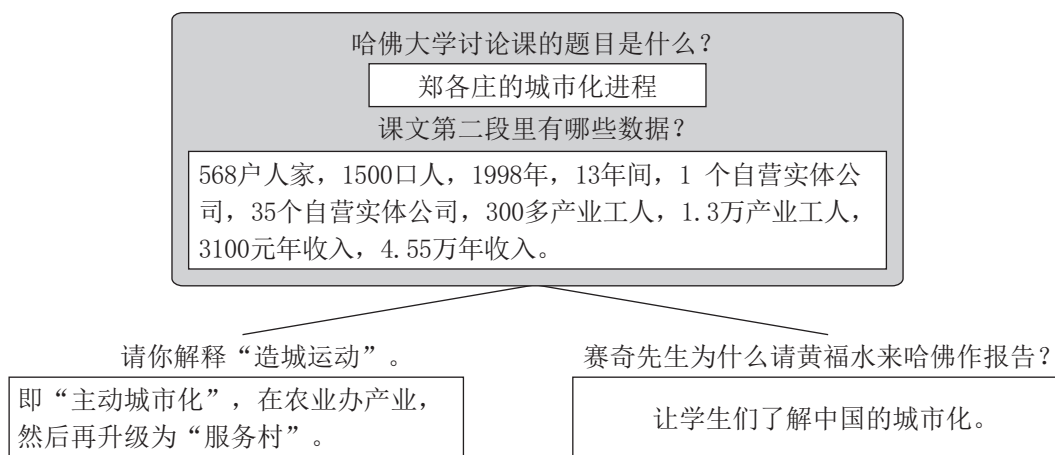 哈佛大学讨论课的题目是什么？
郑各庄的城市化进程
课文第二段里有哪些数据？
568户人家，1500口人，1998年，13年间，1 个自营实体公
司，35个自营实体公司，300多产业工人，1.3万产业工人，
3100元年收入，4.55万年收入。
请你解释“造城运动”。
即“主动城市化”，在农业办产业，
然后再升级为“服务村”。
赛奇先生为什么请黄福水来哈佛作报告？
让学生们了解中国的城市化。